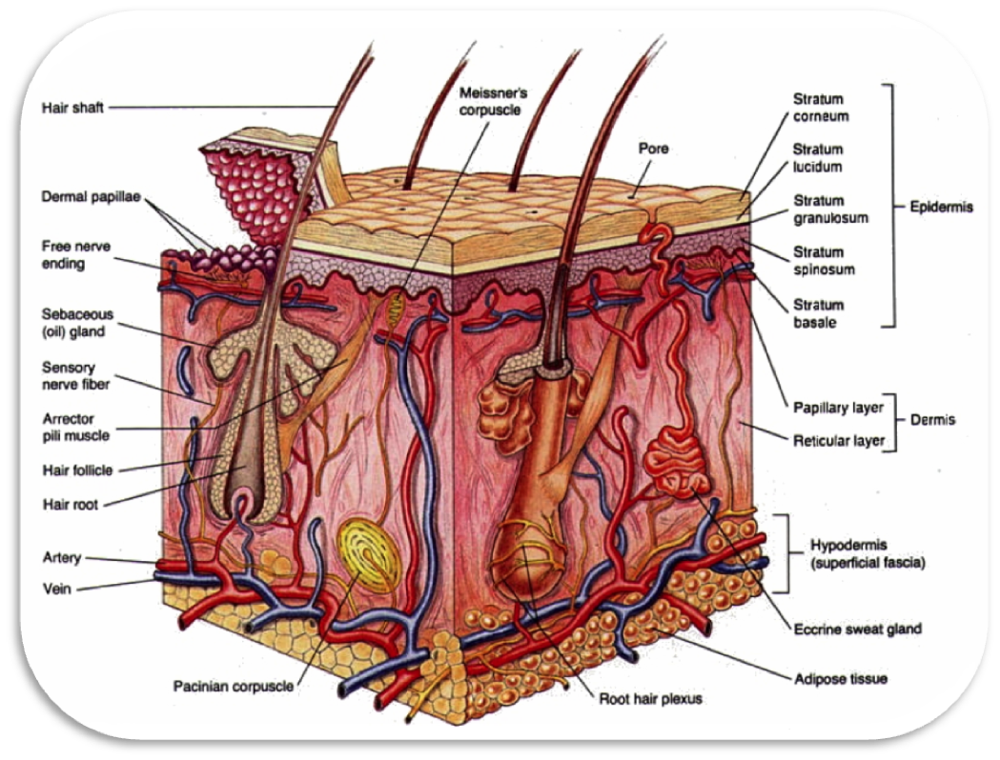 Hair shaft
Dermal papillae
Free nerve
ending
Sebaceous
(oil) gland
Sensory
nerve fiber
Arrector
pili muscle
Hair follicle
Hair root
Artery
Vein
Pacinian corpuscle
Meissner's
corpuscle
Pore
Stratum
corneum
Stratum
lucidum
Stratum
granulosum
Stratum
spinosum
Stratum
basale
Epidermis
Papillary layer
Reticular layer
Dermis
Hypodermis
(superficial fascia)
Eccrine sweat gland
Adipose tissue
Root hair plexus